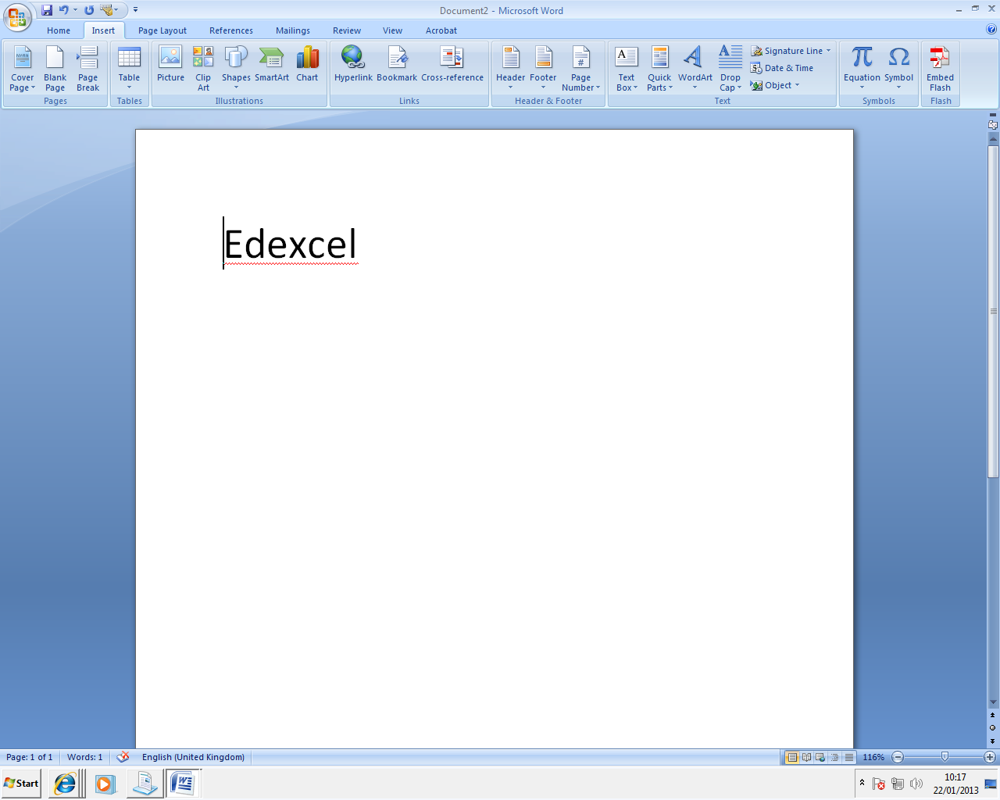 Document2 - Microsoft Word
Home Insert Page Layout References Mailings Review View Acrobat
Cover Page Blank Page Page Break Table Picture Clip Art Shapes SmartArt Chart Hyperlink Bookmark Cross-reference Header Footer Page Number Text Box Quick Parts WordArt Drop Cap Signature Line Date & Time Object Equation Symbol Embed Flash
Pages Tables Illustrations Links Header & Footer Text Symbols Flash
Edexcel
Page: 1 of 1 Words: 1 English (United Kingdom) 116%
Start 10:17
22/01/2013